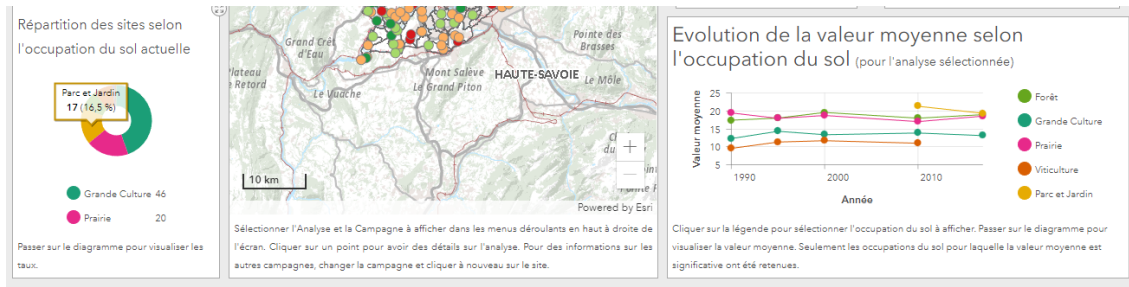 Répartition des sites selon
l'occupation du sol actuelle
Parc et Jardin
17 (16,5 %)
Grande Culture 46
Prairie 20
Passer sur le diagramme pour visualiser les
taux.
Grand Crêt
d'Eau
Plateau
Retord
Le Vuache
Mont Salève
Le Grand Piton
HAUTE-SAVOIE
Pointe des
Brasses
Le Môle
+
−
10 km
Powered by Esri
Sélectionner l'Analyse et la Campagne à afficher dans les menus déroulants en haut à droite de
l'écran. Cliquer sur un point pour avoir des détails sur l'analyse. Pour des informations sur les
autres campagnes, changer la campagne et cliquer à nouveau sur le site.
Evolution de la valeur moyenne selon
l'occupation du sol (pour l'analyse sélectionnée)
Valeur moyenne
25
20
15
10
5
1990 2000 2010
Année
Forêt
Grande Culture
Prairie
Viticulture
Parc et Jardin
Cliquer sur la légende pour sélectionner l'occupation du sol à afficher. Passer sur le diagramme pour
visualiser la valeur moyenne. Seulement les occupations du sol pour laquelle la valeur moyenne est
significative ont été retenues.